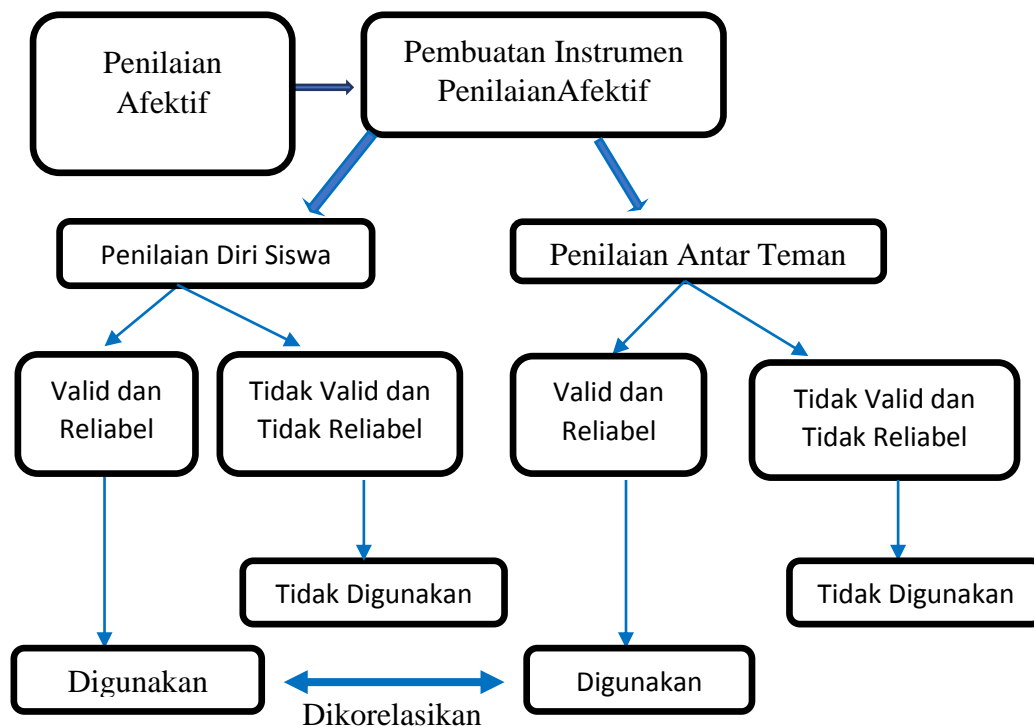 Penilaian
Afektif
Pembuatan Instrumen
PenilaianAfektif
Penilaian Diri Siswa
Penilaian Antar Teman
Valid dan
Reliabel
Tidak Valid dan
Tidak Reliabel
Valid dan
Reliabel
Tidak Valid dan
Tidak Reliabel
Tidak Digunakan
Tidak Digunakan
Digunakan
Digunakan
Dikorelasikan